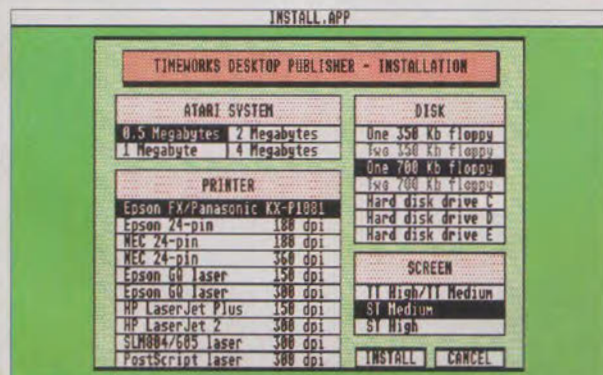 INSTALL.APP
TIMEWORKS DESKTOP PUBLISHER - INSTALLATION
ATARI SYSTEM
0.5 Megabytes 2 Megabytes
1 Megabyte 4 Megabytes
PRINTER
Epson FX/Panasonic KX-P1081
Epson 24-pin 180 dpi
NEC 24-pin 180 dpi
NEC 24-pin 360 dpi
Epson GQ laser 150 dpi
Epson GQ laser 300 dpi
HP LaserJet Plus 150 dpi
HP LaserJet 2 300 dpi
SLM804/605 laser 300 dpi
PostScript laser 300 dpi
DISK
One 350 Kb floppy
Two 350 Kb floppy
One 700 Kb floppy
Two 700 Kb floppy
Hard disk drive C
Hard disk drive D
Hard disk drive E
SCREEN
TT High/TT Medium
ST Medium
ST High
INSTALL CANCEL